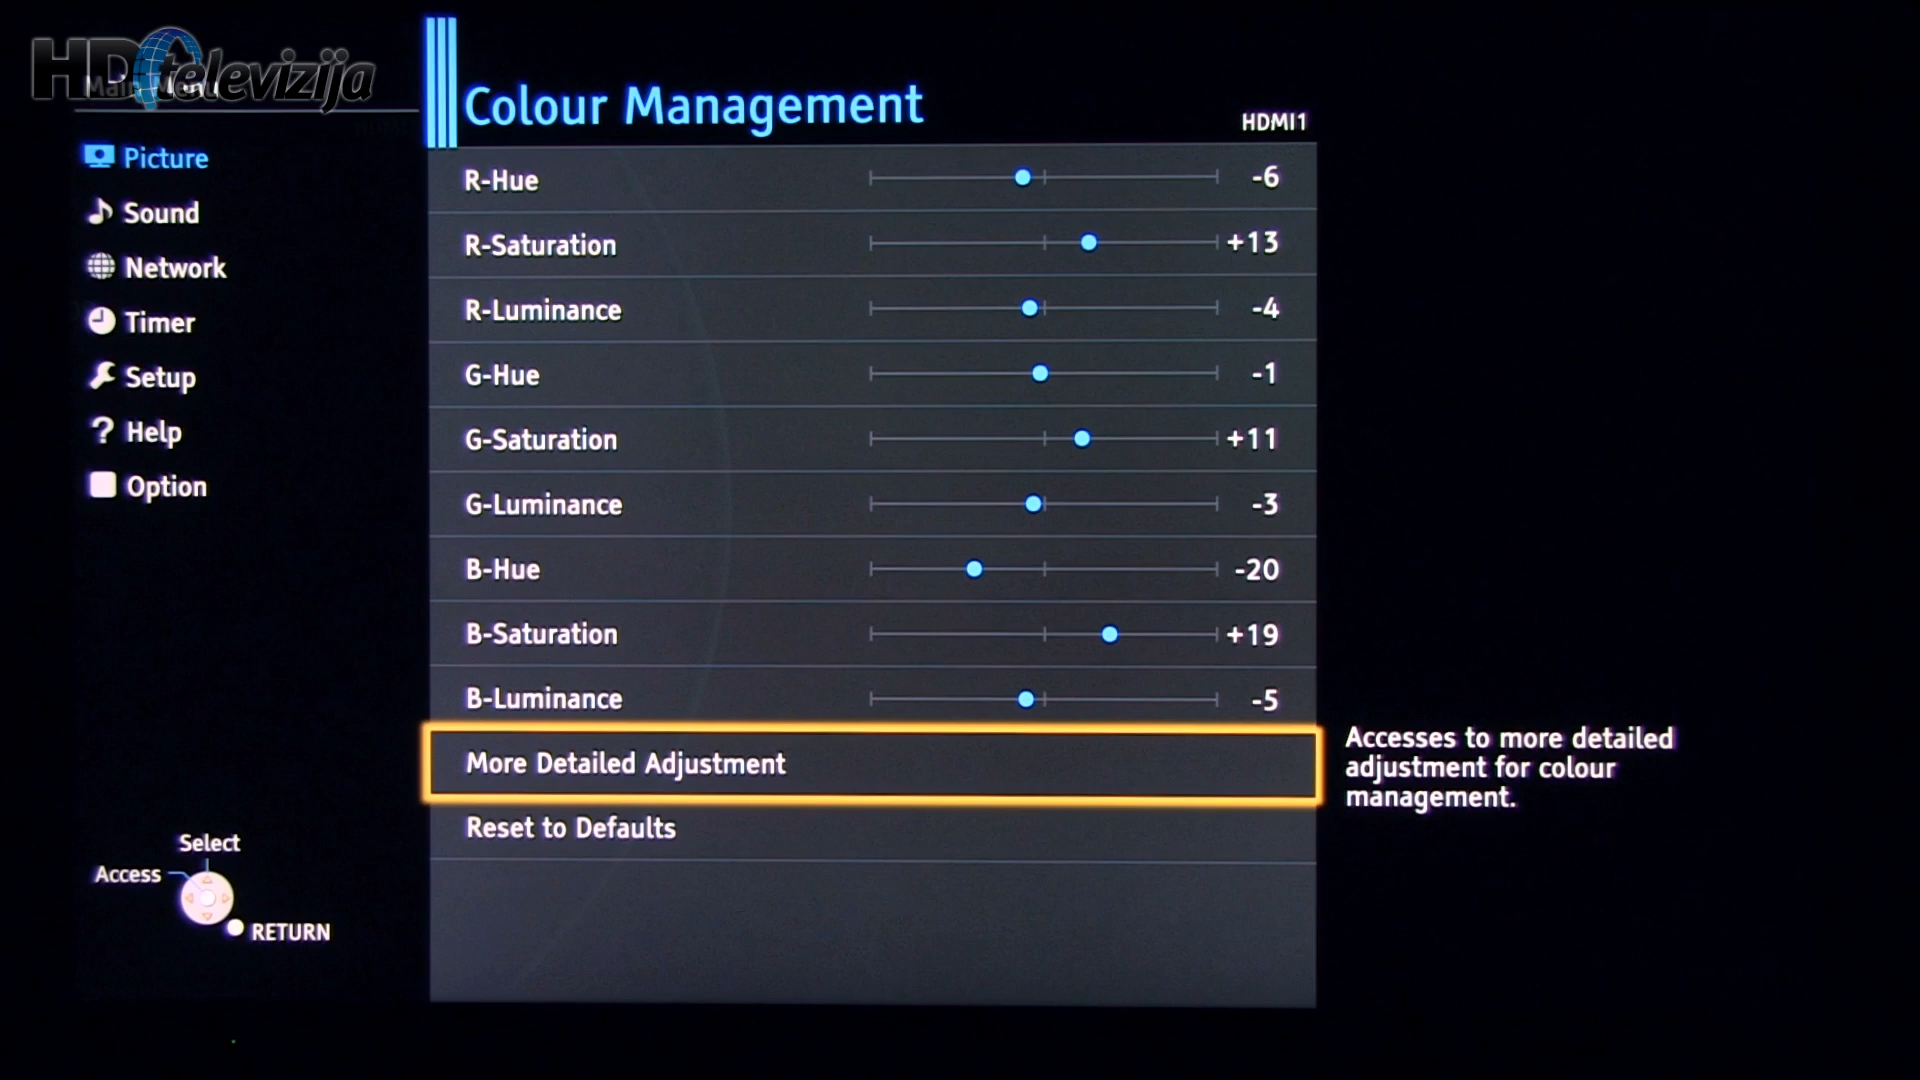 HDtelevizija
Main Menu
Picture
Sound
Network
Timer
Setup
? Help
Option
Select
Access
RETURN
Colour Management
HDMI1
R-Hue -6
R-Saturation +13
R-Luminance -4
G-Hue -1
G-Saturation +11
G-Luminance -3
B-Hue -20
B-Saturation +19
B-Luminance -5
More Detailed Adjustment
Reset to Defaults
Accesses to more detailed
adjustment for colour
management.